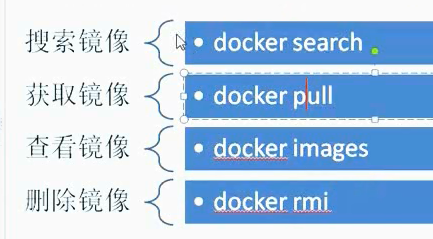 搜索镜像 • docker search
获取镜像 • docker pull
查看镜像 • docker images
删除镜像 • docker rmi